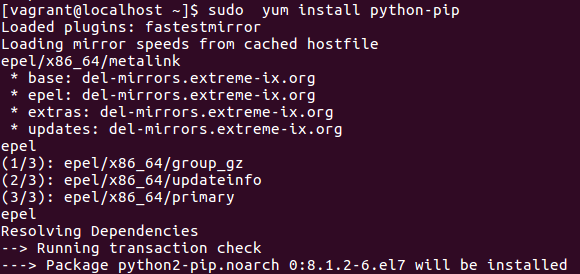 [vagrant@localhost ~]$ sudo  yum install python-pip
Loaded plugins: fastestmirror
Loading mirror speeds from cached hostfile
epel/x86_64/metalink
 * base: del-mirrors.extreme-ix.org
 * epel: del-mirrors.extreme-ix.org
 * extras: del-mirrors.extreme-ix.org
 * updates: del-mirrors.extreme-ix.org
epel
(1/3): epel/x86_64/group_gz
(2/3): epel/x86_64/updateinfo
(3/3): epel/x86_64/primary
epel
Resolving Dependencies
--> Running transaction check
---> Package python2-pip.noarch 0:8.1.2-6.el7 will be installed